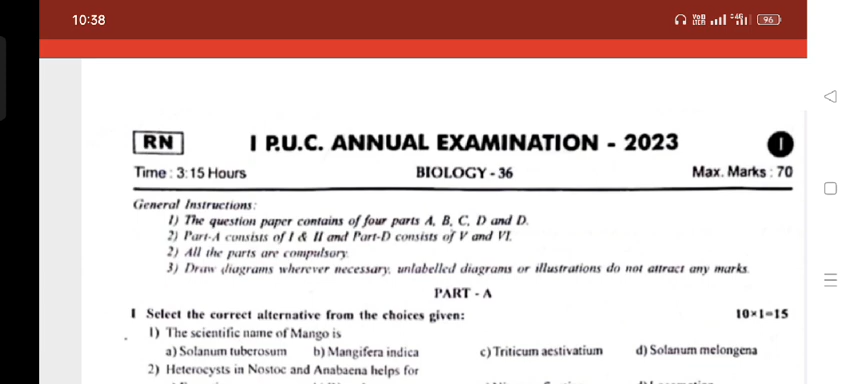 10:38
VoD LTE 4G 96
RN I P.U.C. ANNUAL EXAMINATION - 2023 I
Time : 3:15 Hours BIOLOGY - 36 Max. Marks : 70
General Instructions:
1) The question paper contains of four parts A, B, C, D and D.
2) Part-A consists of I & II and Part-D consists of V and VI.
2) All the parts are compulsory.
3) Draw diagrams wherever necessary, unlabelled diagrams or illustrations do not attract any marks.
PART - A
I Select the correct alternative from the choices given: 10×1=15
1) The scientific name of Mango is
a) Solanum tuberosum b) Mangifera indica c) Triticum aestivatium d) Solanum melongena
2) Heterocysts in Nostoc and Anabaena helps for